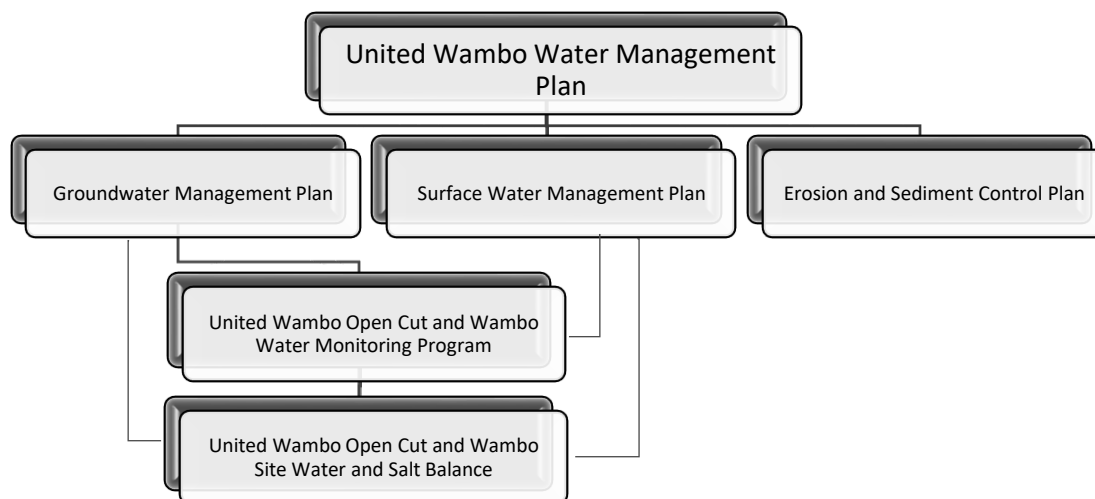 United Wambo Water Management
Plan
Groundwater Management Plan
Surface Water Management Plan
Erosion and Sediment Control Plan
United Wambo Open Cut and Wambo
Water Monitoring Program
United Wambo Open Cut and Wambo
Site Water and Salt Balance